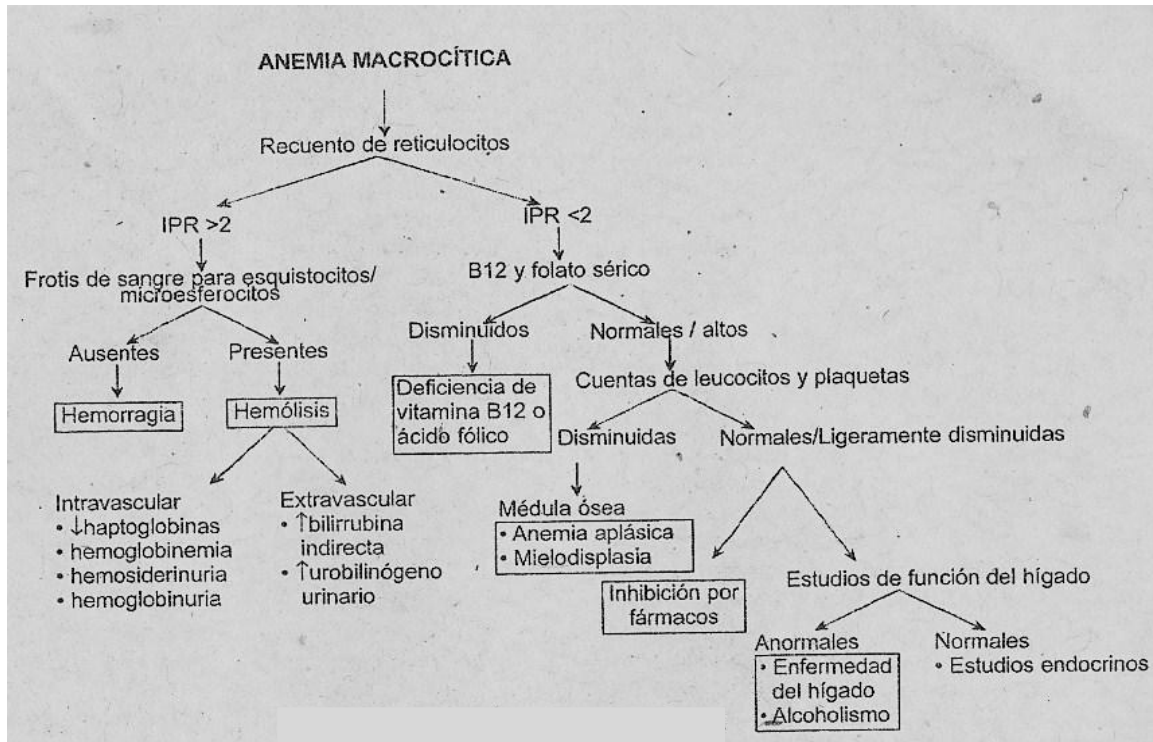 ANEMIA MACROCÍTICA
Recuento de reticulocitos
IPR >2
IPR <2
Frotis de sangre para esquistocitos/
microesferocitos
B12 y folato sérico
Ausentes
Presentes
Disminuidos
Normales / altos
Hemorragia
Hemólisis
Deficiencia de
vitamina B12 o
ácido fólico
Cuentas de leucocitos y plaquetas
Disminuidas
Normales/Ligeramente disminuidas
Intravascular
• ↓haptoglobinas
• hemoglobinemia
• hemosiderinuria
• hemoglobinuria
Extravascular
• ↑bilirrubina
indirecta
• ↑urobilinógeno
urinario
Médula ósea
• Anemia aplásica
• Mielodisplasia
Inhibición por
fármacos
Estudios de función del hígado
Anormales
• Enfermedad
del hígado
• Alcoholismo
Normales
• Estudios endocrinos